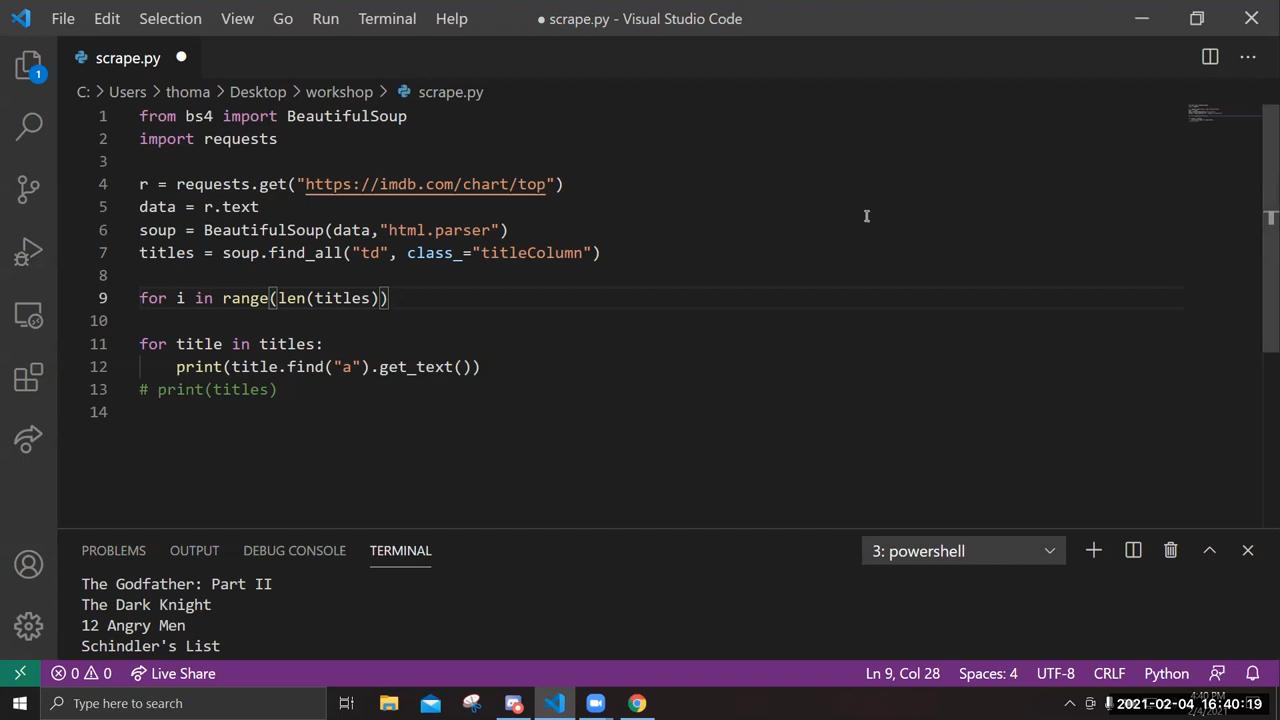 File Edit Selection View Go Run Terminal Help
● scrape.py - Visual Studio Code
scrape.py
C: > Users > thoma > Desktop > workshop > scrape.py
1 from bs4 import BeautifulSoup
2 import requests
3
4 r = requests.get("https://imdb.com/chart/top")
5 data = r.text
6 soup = BeautifulSoup(data,"html.parser")
7 titles = soup.find_all("td", class_="titleColumn")
8
9 for i in range(len(titles))
10
11 for title in titles:
12 print(title.find("a").get_text())
13 # print(titles)
14
1
PROBLEMS OUTPUT DEBUG CONSOLE TERMINAL
3: powershell
The Godfather: Part II
The Dark Knight
12 Angry Men
Schindler's List
0 0 Live Share Ln 9, Col 28 Spaces: 4 UTF-8 CRLF Python
Type here to search
4:40 PM
2021-02-04 16:40:19